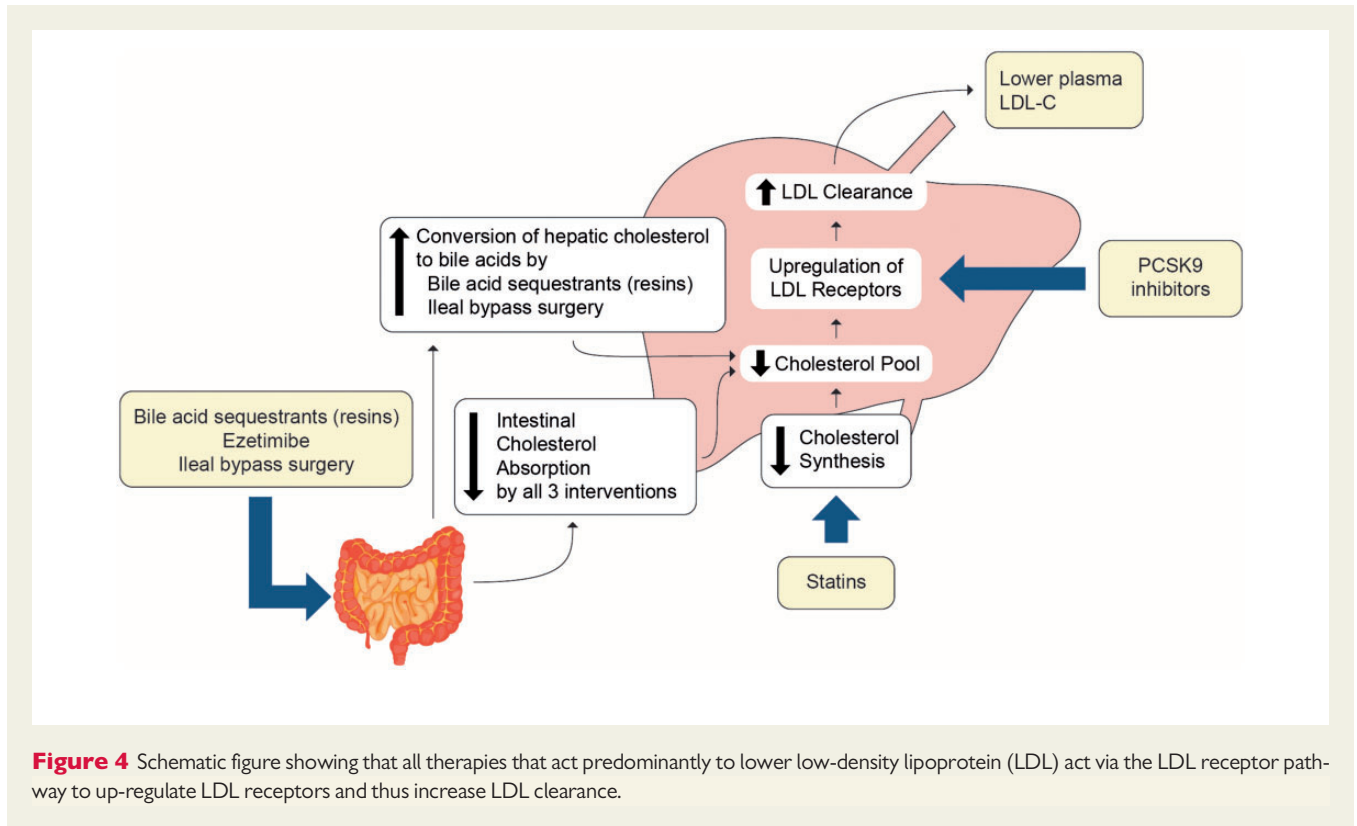 Lower plasma
LDL-C
↑ LDL Clearance
↑ Conversion of hepatic cholesterol
to bile acids by
Bile acid sequestrants (resins)
Ileal bypass surgery
Upregulation of
LDL Receptors
PCSK9
inhibitors
↓ Cholesterol Pool
Bile acid sequestrants (resins)
Ezetimibe
Ileal bypass surgery
↓ Intestinal
Cholesterol
Absorption
by all 3 interventions
↓ Cholesterol
Synthesis
Statins
Figure 4 Schematic figure showing that all therapies that act predominantly to lower low-density lipoprotein (LDL) act via the LDL receptor path-
way to up-regulate LDL receptors and thus increase LDL clearance.